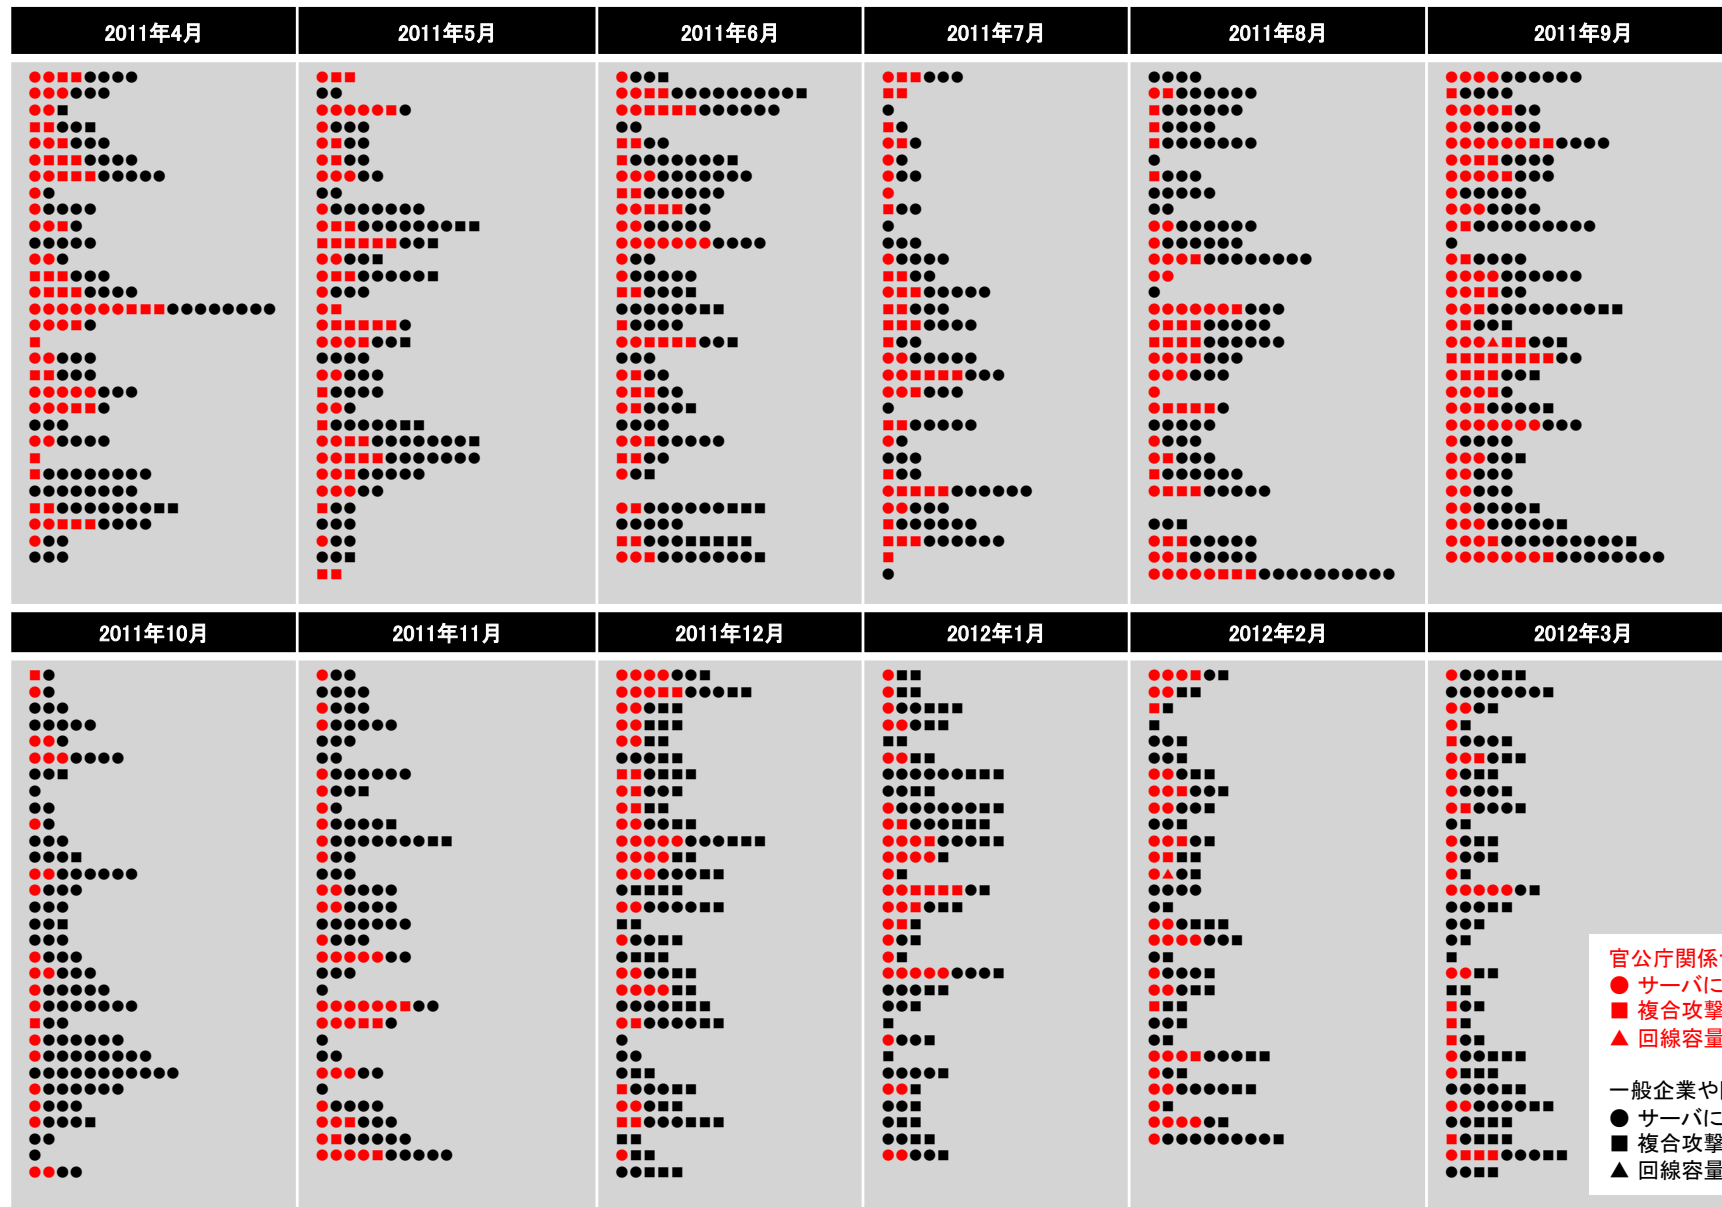 2011年4月
2011年5月
2011年6月
2011年7月
2011年8月
2011年9月
2011年10月
2011年11月
2011年12月
2012年1月
2012年2月
2012年3月
官公庁関係
● サーバに
■ 複合攻撃
▲ 回線容量
一般企業や
● サーバに
■ 複合攻撃
▲ 回線容量